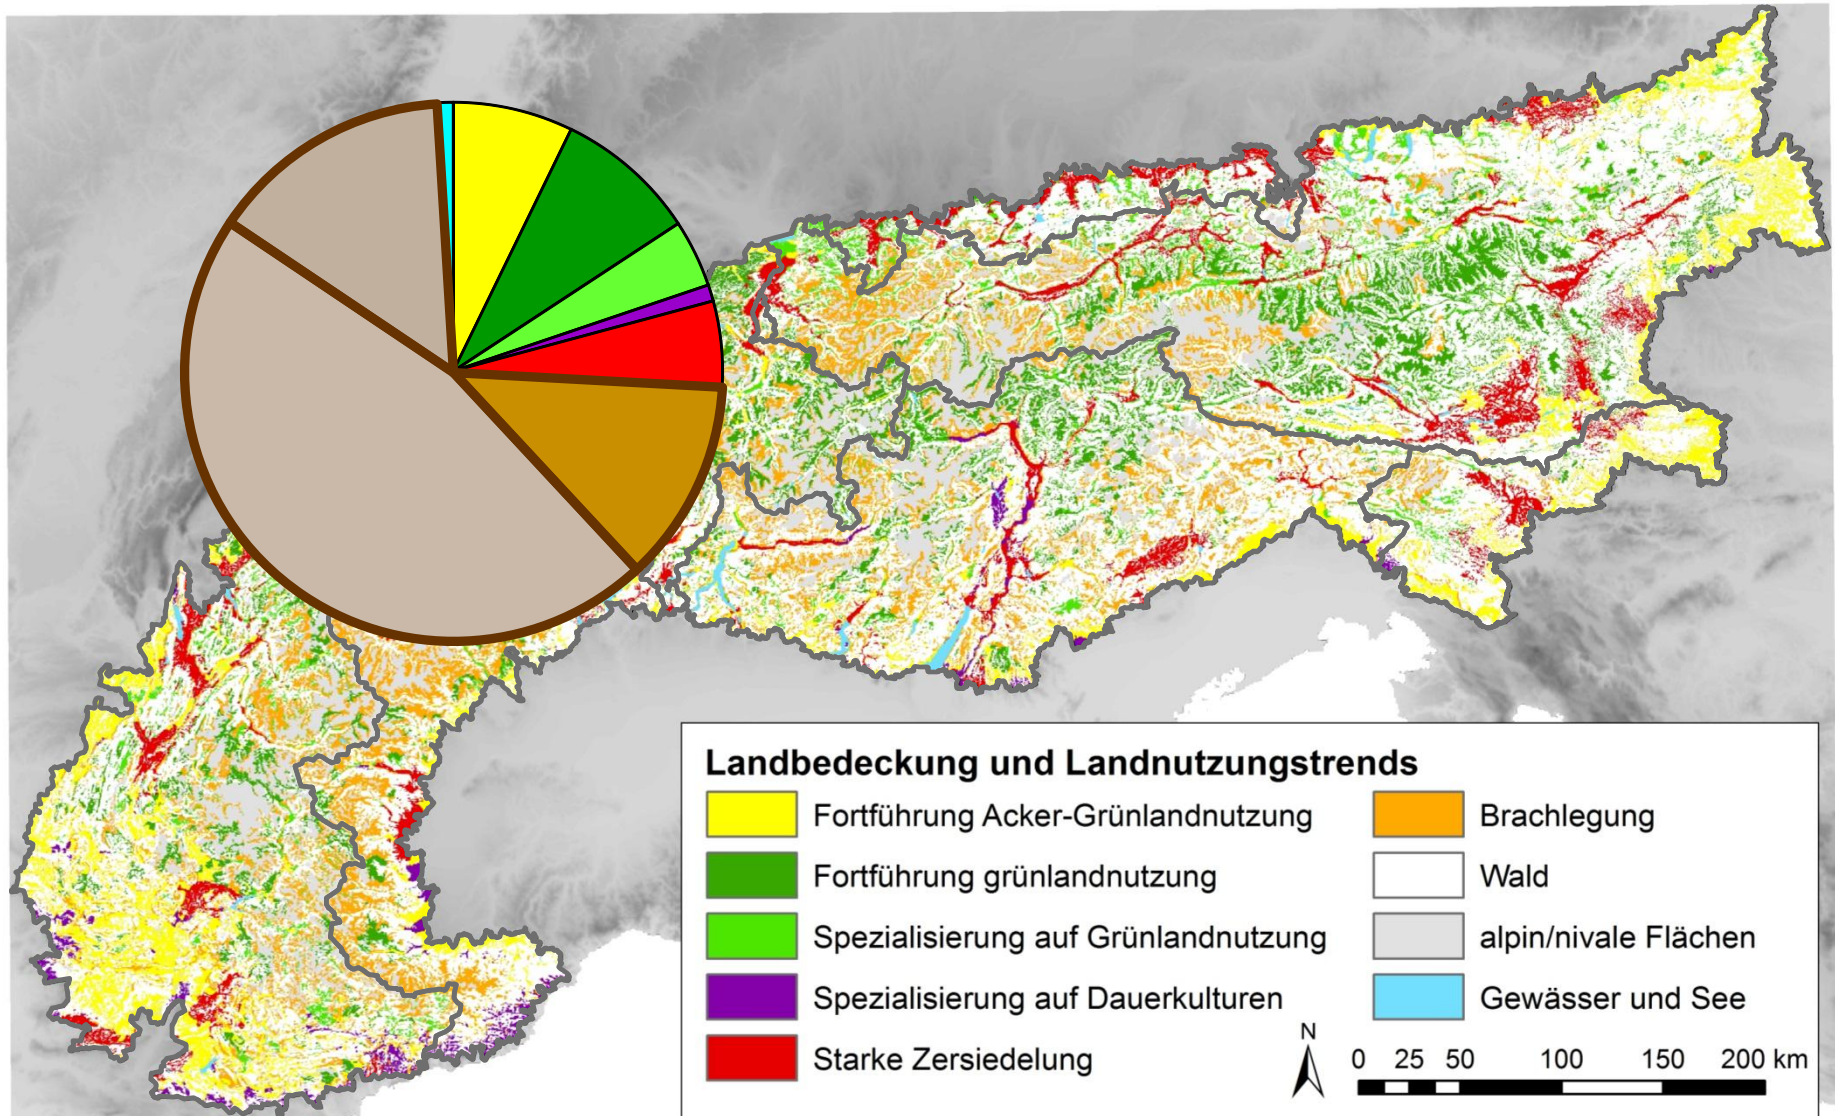 Landbedeckung und Landnutzungstrends
Fortführung Acker-Grünlandnutzung
Fortführung grünlandnutzung
Spezialisierung auf Grünlandnutzung
Spezialisierung auf Dauerkulturen
Starke Zersiedelung
Brachlegung
Wald
alpin/nivale Flächen
Gewässer und See
N
0 25 50 100 150 200 km